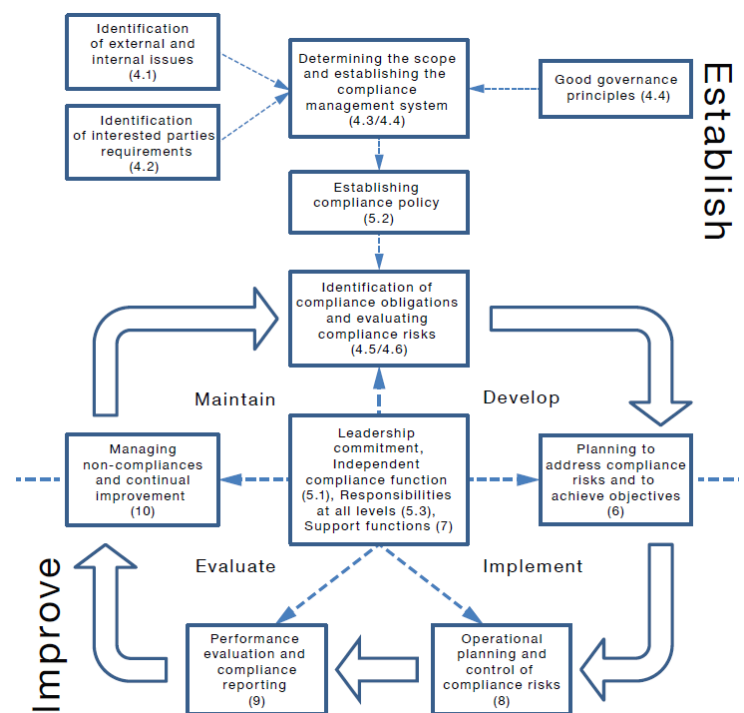 Identification
of external and
internal issues
(4.1)
Determining the scope
and establishing the
compliance
management system
(4.3/4.4)
Good governance
principles (4.4)
Establish
Identification
of interested parties
requirements
(4.2)
Establishing
compliance policy
(5.2)
Identification of
compliance obligations
and evaluating
compliance risks
(4.5/4.6)
Maintain
Develop
Managing
non-compliances
and continual
improvement
(10)
Leadership
commitment,
Independent
compliance function
(5.1), Responsibilities
at all levels (5.3),
Support functions (7)
Planning to
address compliance
risks and to
achieve objectives
(6)
Evaluate
Implement
Improve
Performance
evaluation and
compliance
reporting
(9)
Operational
planning and
control of
compliance risks
(8)